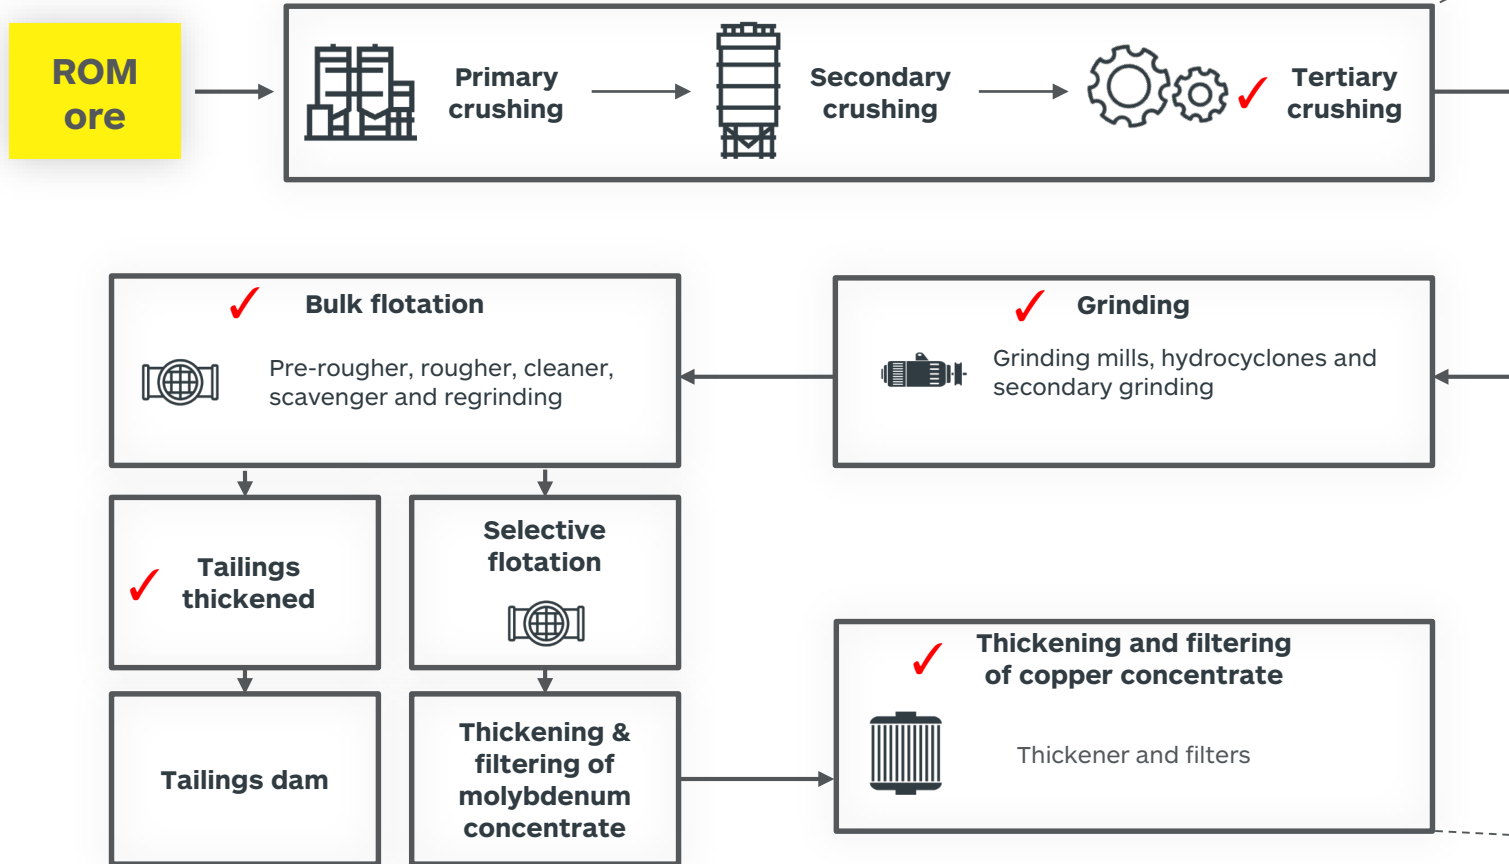 ROM
ore
Primary
crushing
Secondary
crushing
Tertiary
crushing
Bulk flotation
Pre-rougher, rougher, cleaner,
scavenger and regrinding
Grinding
Grinding mills, hydrocyclones and
secondary grinding
Tailings
thickened
Selective
flotation
Thickening and filtering
of copper concentrate
Thickener and filters
Tailings dam
Thickening &
filtering of
molybdenum
concentrate